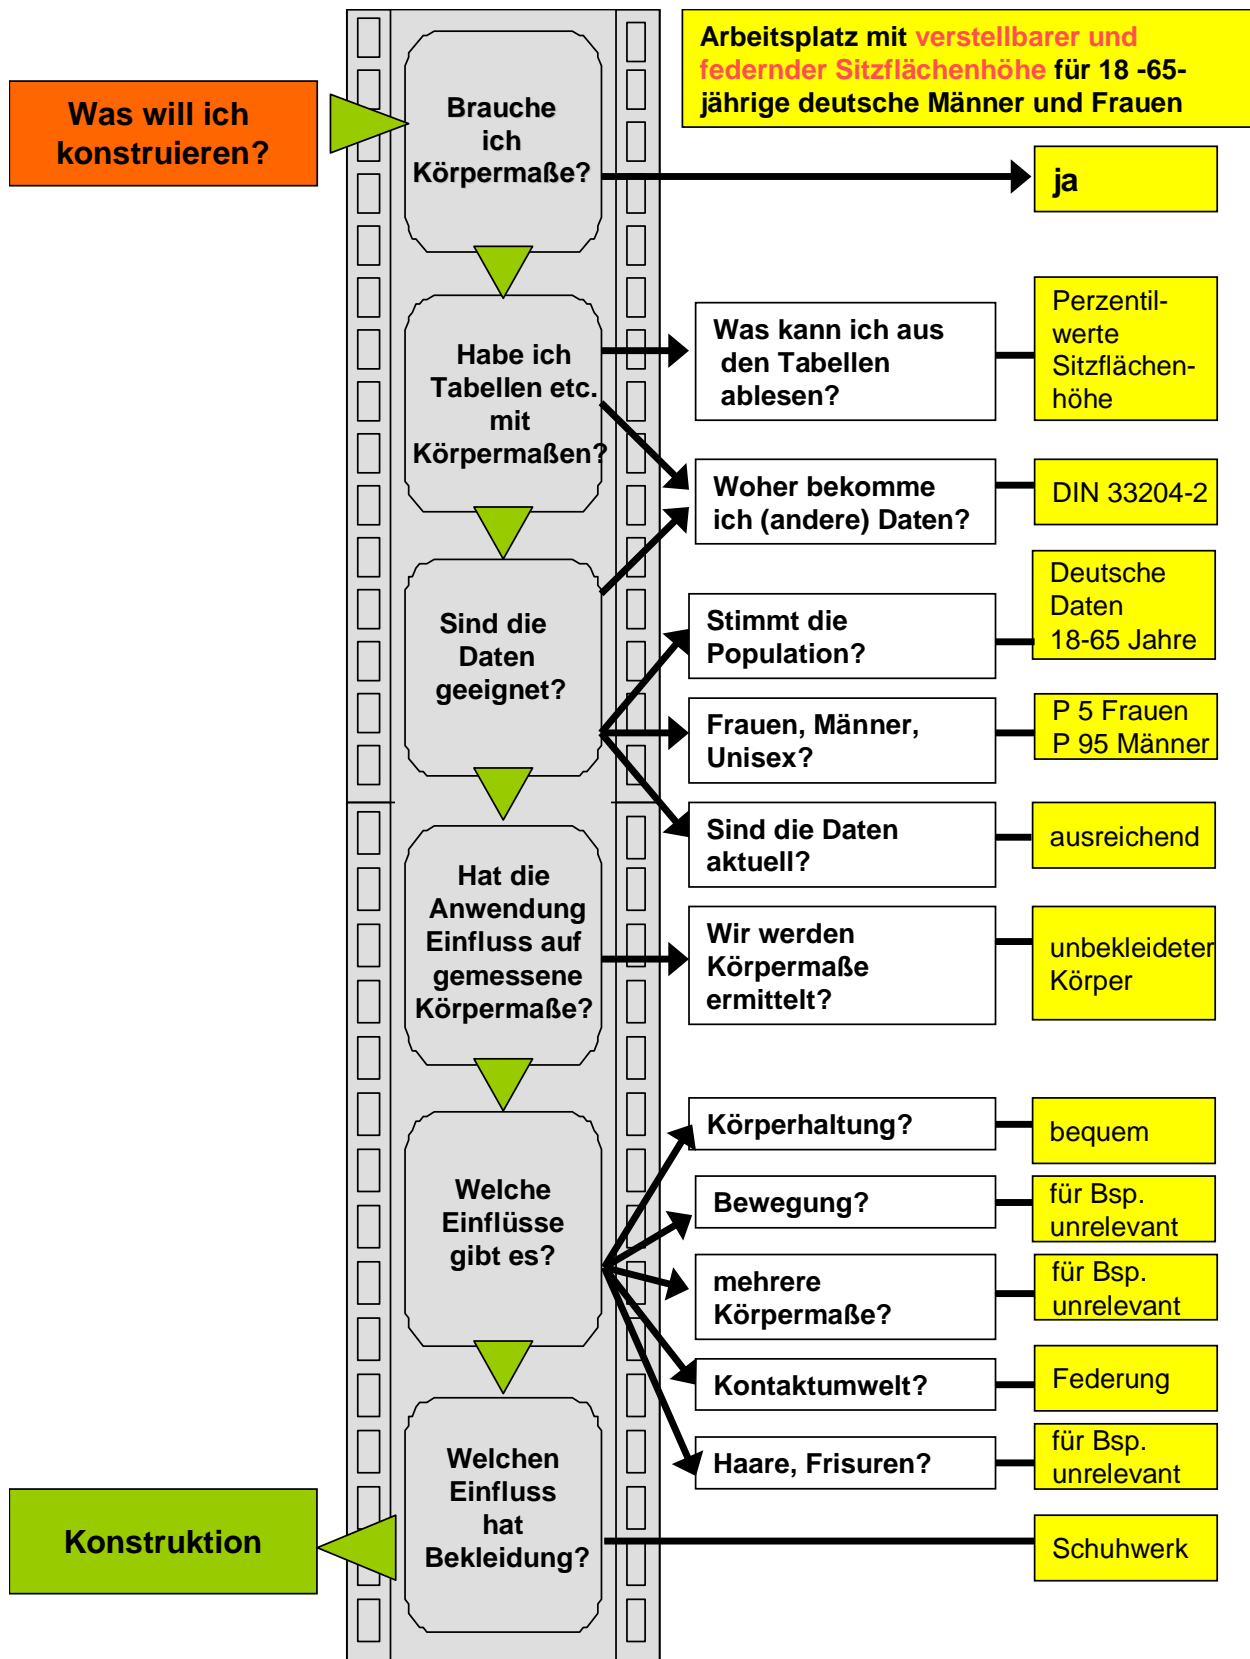 Arbeitsplatz mit verstellbarer und
federnder Sitzflächenhöhe für 18 -65-
jährige deutsche Männer und Frauen
Was will ich
konstruieren?
Brauche
ich
Körpermaße?
ja
Habe ich
Tabellen etc.
mit
Körpermaßen?
Was kann ich aus
den Tabellen
ablesen?
Perzentil-
werte
Sitzflächen-
höhe
Woher bekomme
ich (andere) Daten?
DIN 33204-2
Sind die
Daten
geeignet?
Stimmt die
Population?
Deutsche
Daten
18-65 Jahre
Frauen, Männer,
Unisex?
P 5 Frauen
P 95 Männer
Sind die Daten
aktuell?
ausreichend
Hat die
Anwendung
Einfluss auf
gemessene
Körpermaße?
Wir werden
Körpermaße
ermittelt?
unbekleideter
Körper
Welche
Einflüsse
gibt es?
Körperhaltung?
bequem
Bewegung?
für Bsp.
unrelevant
mehrere
Körpermaße?
für Bsp.
unrelevant
Kontaktumwelt?
Federung
Haare, Frisuren?
für Bsp.
unrelevant
Welchen
Einfluss
hat
Bekleidung?
Schuhwerk
Konstruktion